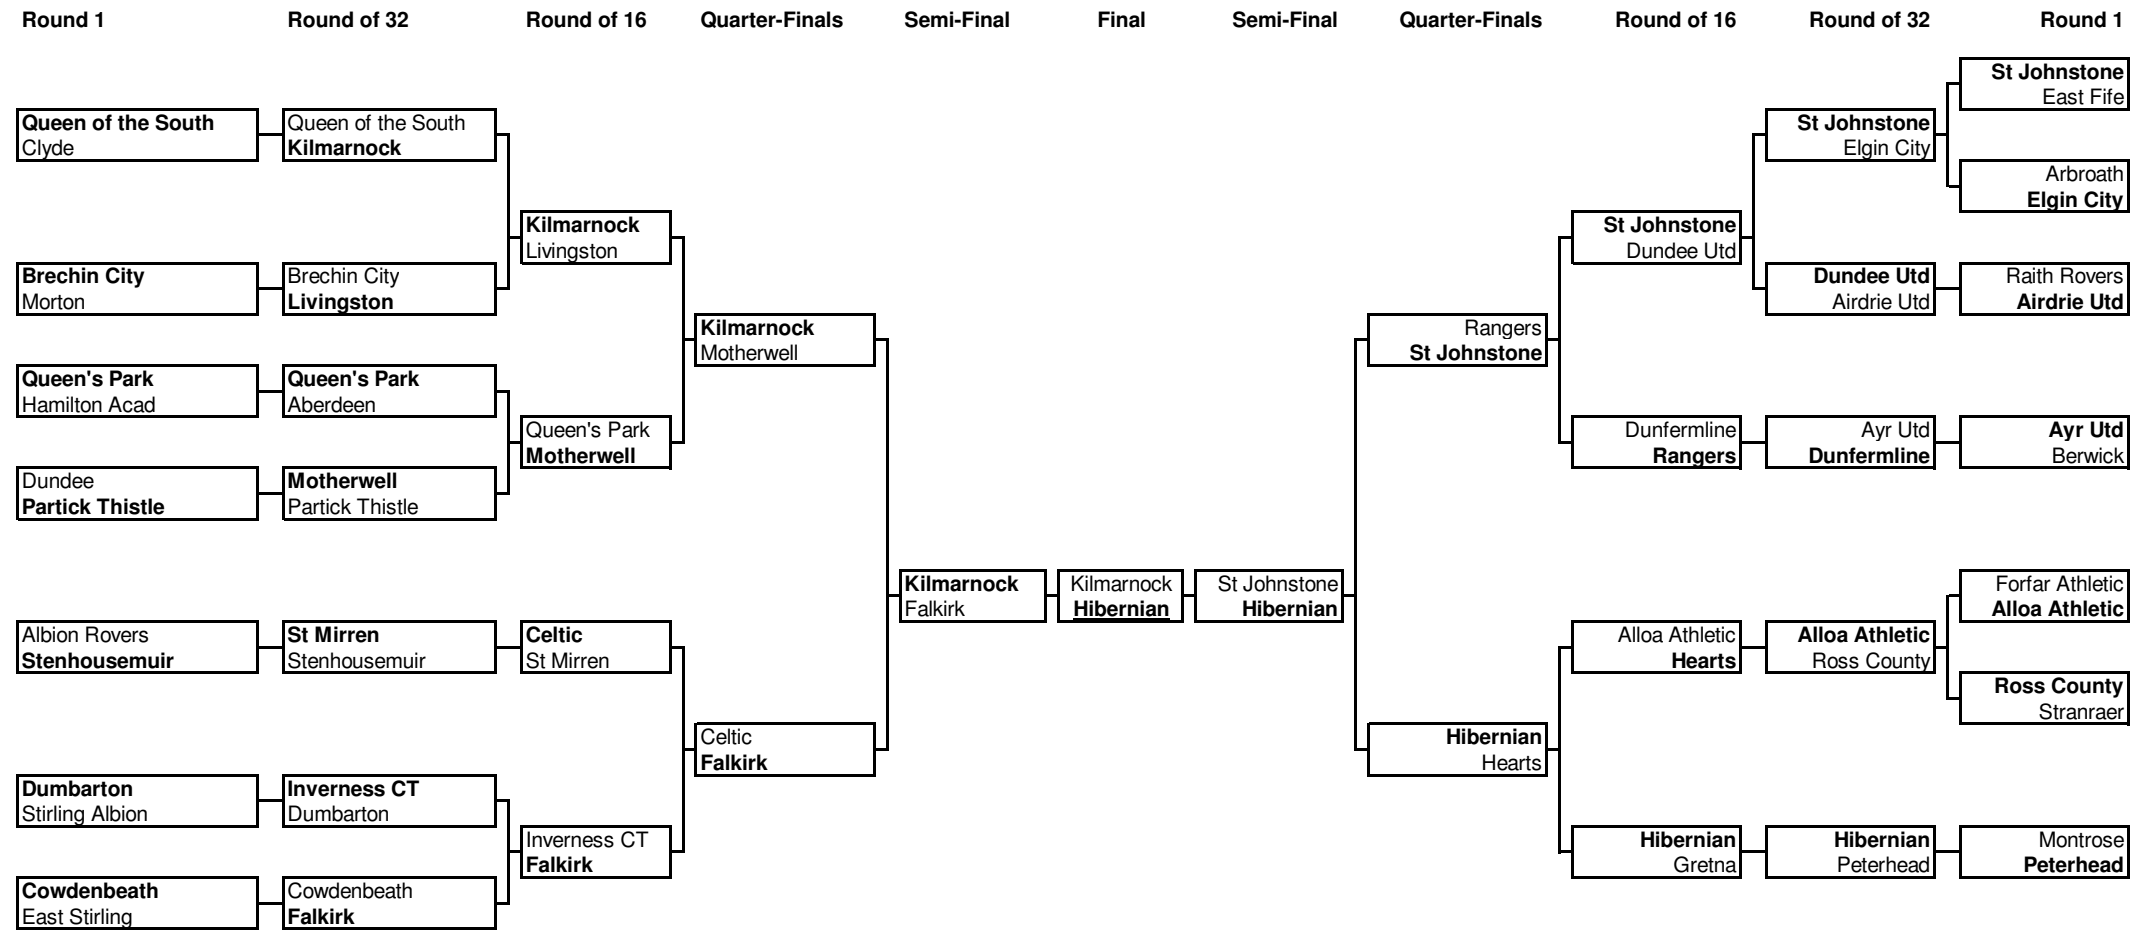 Round 1
Round of 32
Round of 16
Quarter-Finals
Semi-Final
Final
Semi-Final
Quarter-Finals
Round of 16
Round of 32
Round 1
Queen of the South
Clyde
Brechin City
Morton
Queen's Park
Hamilton Acad
Dundee
Partick Thistle
Albion Rovers
Stenhousemuir
Dumbarton
Stirling Albion
Cowdenbeath
East Stirling
Queen of the South
Kilmarnock
Brechin City
Livingston
Queen's Park
Aberdeen
Motherwell
Partick Thistle
St Mirren
Stenhousemuir
Inverness CT
Dumbarton
Cowdenbeath
Falkirk
Kilmarnock
Livingston
Queen's Park
Motherwell
Celtic
St Mirren
Inverness CT
Falkirk
Kilmarnock
Motherwell
Celtic
Falkirk
Kilmarnock
Falkirk
Kilmarnock
Hibernian
St Johnstone
Hibernian
Rangers
St Johnstone
Hibernian
Hearts
St Johnstone
Dundee Utd
Dunfermline
Rangers
Alloa Athletic
Hearts
Hibernian
Gretna
St Johnstone
Elgin City
Dundee Utd
Airdrie Utd
Ayr Utd
Dunfermline
Alloa Athletic
Ross County
Hibernian
Peterhead
St Johnstone
East Fife
Arbroath
Elgin City
Raith Rovers
Airdrie Utd
Ayr Utd
Berwick
Forfar Athletic
Alloa Athletic
Ross County
Stranraer
Montrose
Peterhead